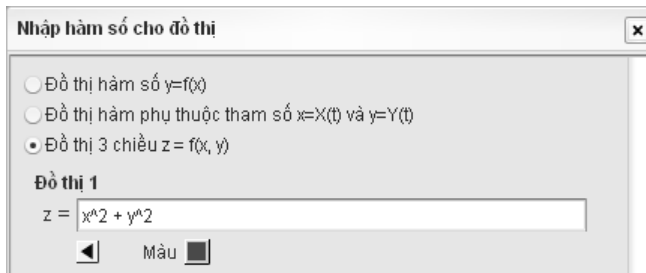 Nhập hàm số cho đồ thị
Đồ thị hàm số y=f(x)
Đồ thị hàm phụ thuộc tham số x=X(t) và y=Y(t)
Đồ thị 3 chiều z = f(x, y)
Đồ thị 1
z = x^2 + y^2
Màu